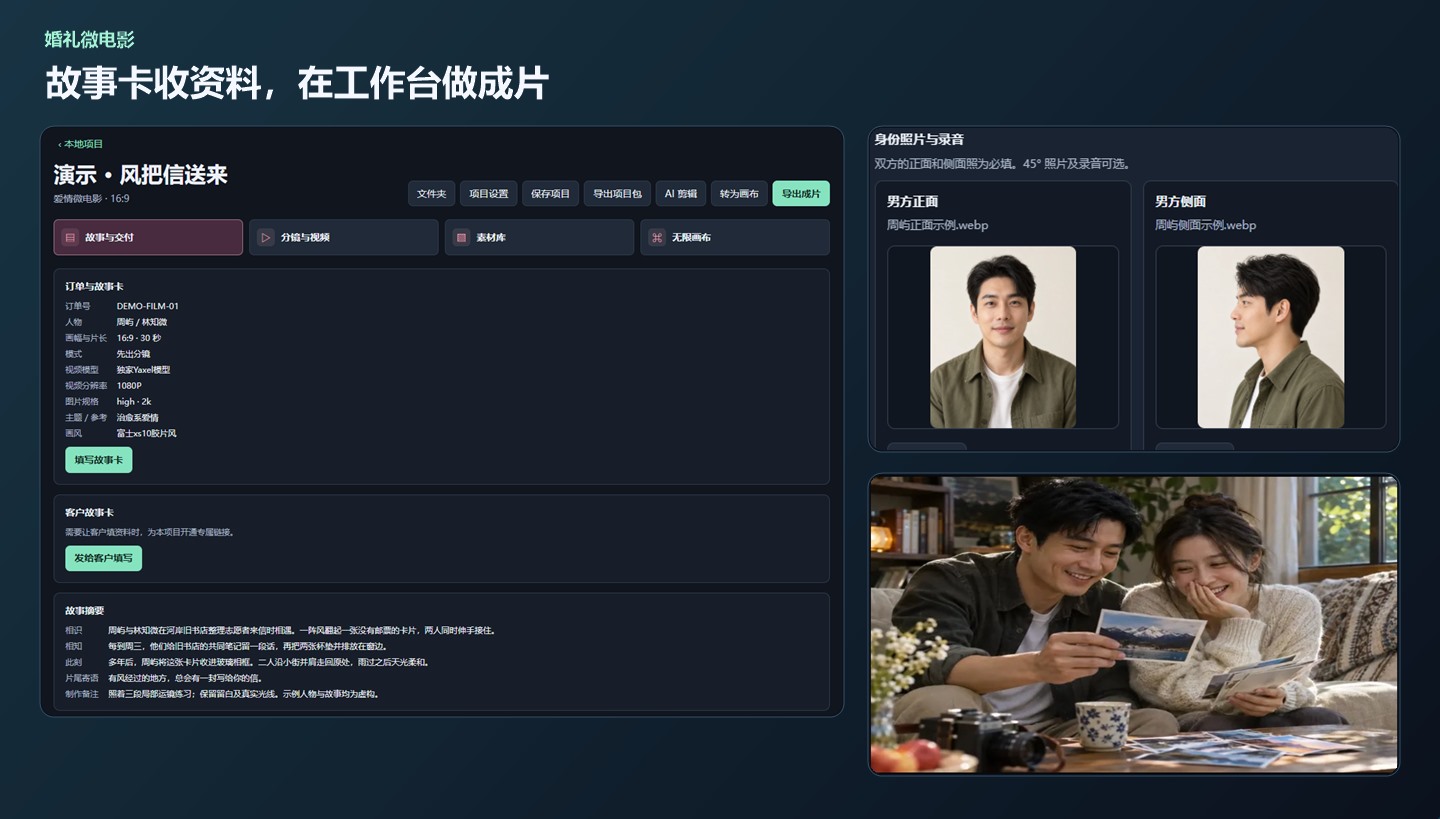 婚礼微电影
故事卡收资料，在工作台做成片
‹ 本地项目
演示 • 风把信送来
爱情微电影 · 16:9
文件夹
项目设置
保存项目
导出项目包
AI 剪辑
转为画布
导出成片
故事与交付
分镜与视频
素材库
无限画布
订单与故事卡
订单号 DEMO-FILM-01
人物 周屿 / 林知微
画幅与片长 16:9 · 30 秒
模式 先出分镜
视频模型 独家Yaxel模型
视频分辨率 1080P
图片规格 high · 2k
主题 / 参考 治愈系爱情
画风 富士xs10胶片风
填写故事卡
客户故事卡
需要让客户填资料时，为本项目开通专属链接。
发给客户填写
故事摘要
相识 周屿与林知微在河岸旧书店整理志愿者来信时相遇。一阵风翻起一张没有邮票的卡片，两人同时伸手接住。
相知 每到周三，他们给旧书店的共同笔记留一段话，再把两张杯垫并排放在窗边。
此刻 多年后，周屿将这张卡片收进玻璃相框。二人沿小街并肩走回原处，雨过之后天光柔和。
片尾寄语 有风经过的地方，总会有一封写给你的信。
制作备注 照着三段局部运镜练习；保留留白及真实光线。示例人物与故事均为虚构。
身份照片与录音
双方的正面和侧面照为必填。45° 照片及录音可选。
男方正面
周屿正面示例.webp
男方侧面
周屿侧面示例.webp